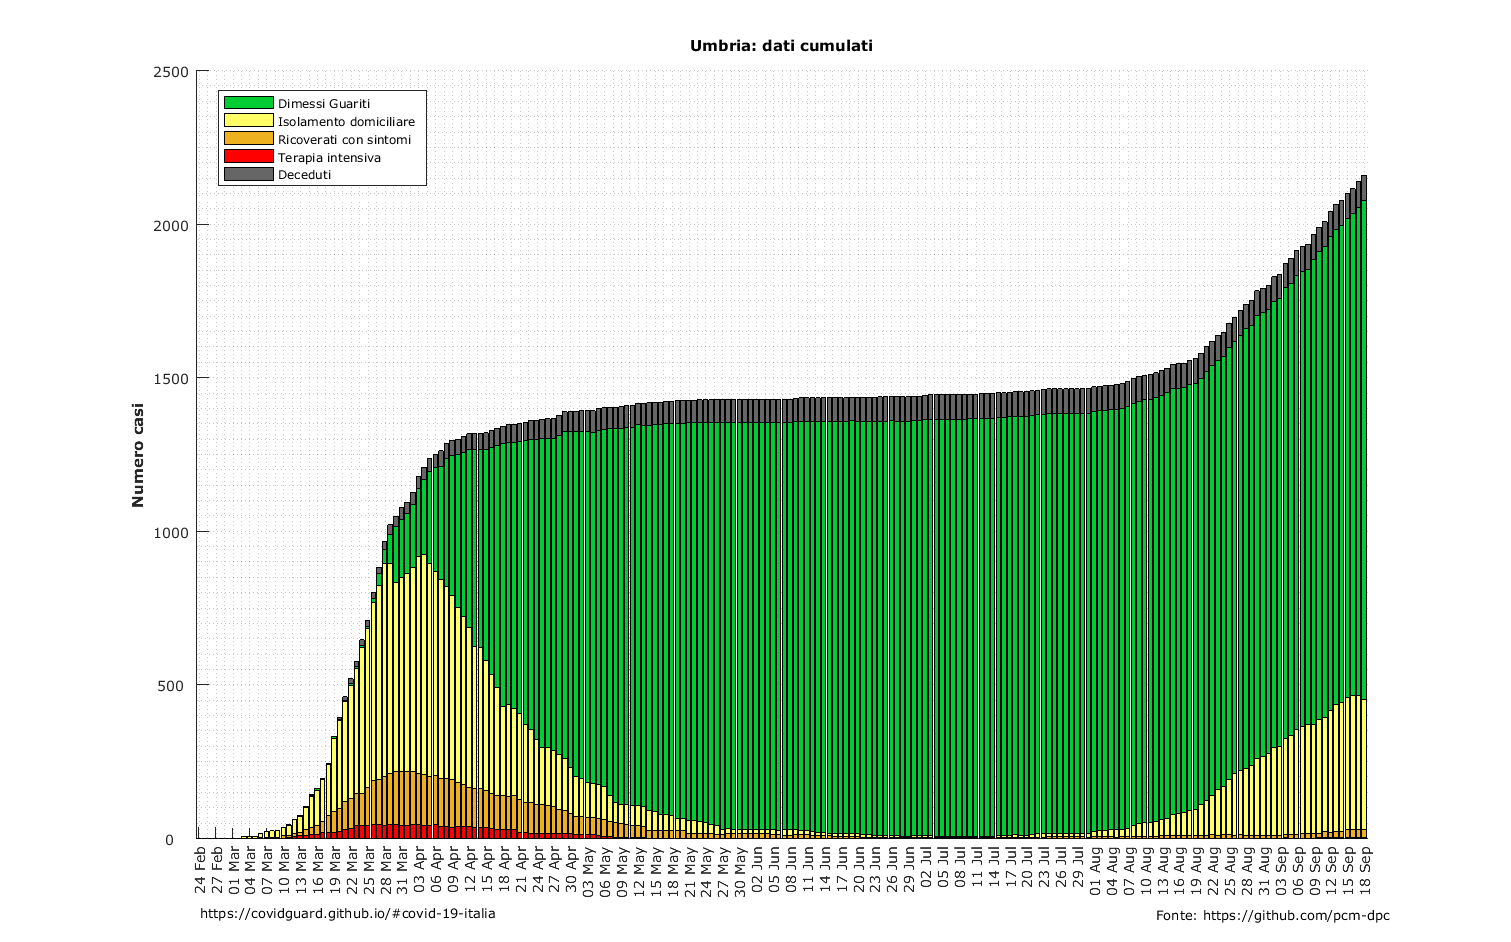 Umbria: dati cumulati
2500
2000
1500
1000
500
0
Numero casi
Dimessi Guariti
Isolamento domiciliare
Ricoverati con sintomi
Terapia intensiva
Deceduti
24 Feb
27 Feb
01 Mar
04 Mar
07 Mar
10 Mar
13 Mar
16 Mar
19 Mar
22 Mar
25 Mar
28 Mar
31 Mar
03 Apr
06 Apr
09 Apr
12 Apr
15 Apr
18 Apr
21 Apr
24 Apr
27 Apr
30 Apr
03 May
06 May
09 May
12 May
15 May
18 May
21 May
24 May
27 May
30 May
02 Jun
05 Jun
08 Jun
11 Jun
14 Jun
17 Jun
20 Jun
23 Jun
26 Jun
29 Jun
02 Jul
05 Jul
08 Jul
11 Jul
14 Jul
17 Jul
20 Jul
23 Jul
26 Jul
29 Jul
01 Aug
04 Aug
07 Aug
10 Aug
13 Aug
16 Aug
19 Aug
22 Aug
25 Aug
28 Aug
31 Aug
03 Sep
06 Sep
09 Sep
12 Sep
15 Sep
18 Sep
https://covidguard.github.io/#covid-19-italia
Fonte: https://github.com/pcm-dpc